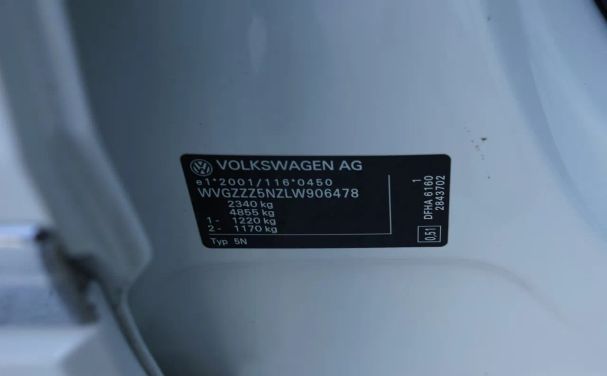 VOLKSWAGEN AG
e1*2001/116*0450
WVGZZZ5NZLW906478
2340 kg
4855 kg
1- 1220 kg
2- 1170 kg
Typ 5N
1
DFHA 6160
2843702
0.51